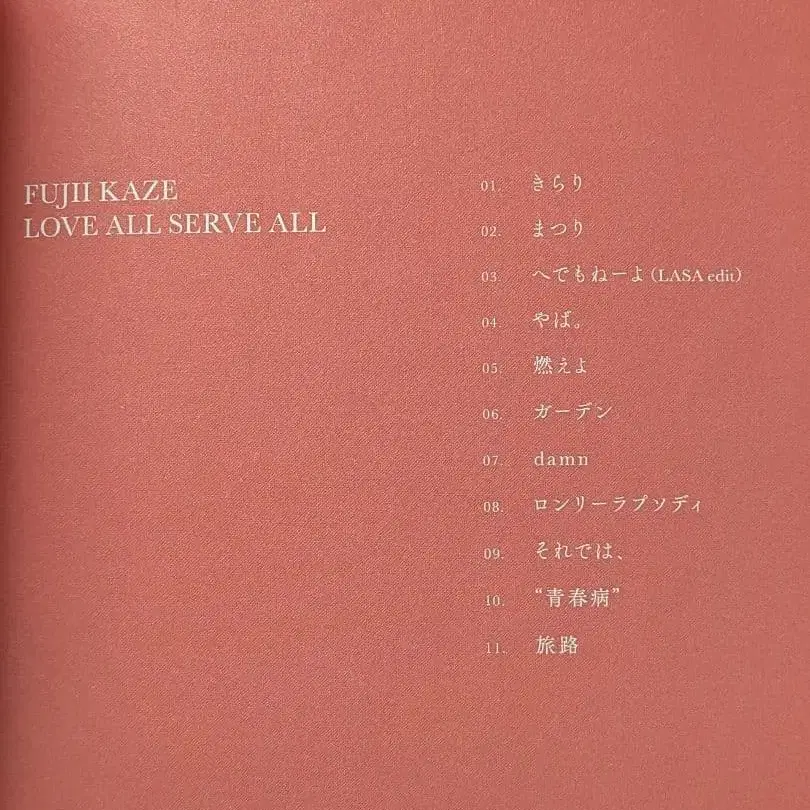 FUJII KAZE
LOVE ALL SERVE ALL
01. きらり
02. まつり
03. へでもねーよ (LASA edit)
04. やば。
05. 燃えよ
06. ガーデン
07. damn
08. ロンリーラプソディ
09. それでは、
10. “青春病”
11. 旅路